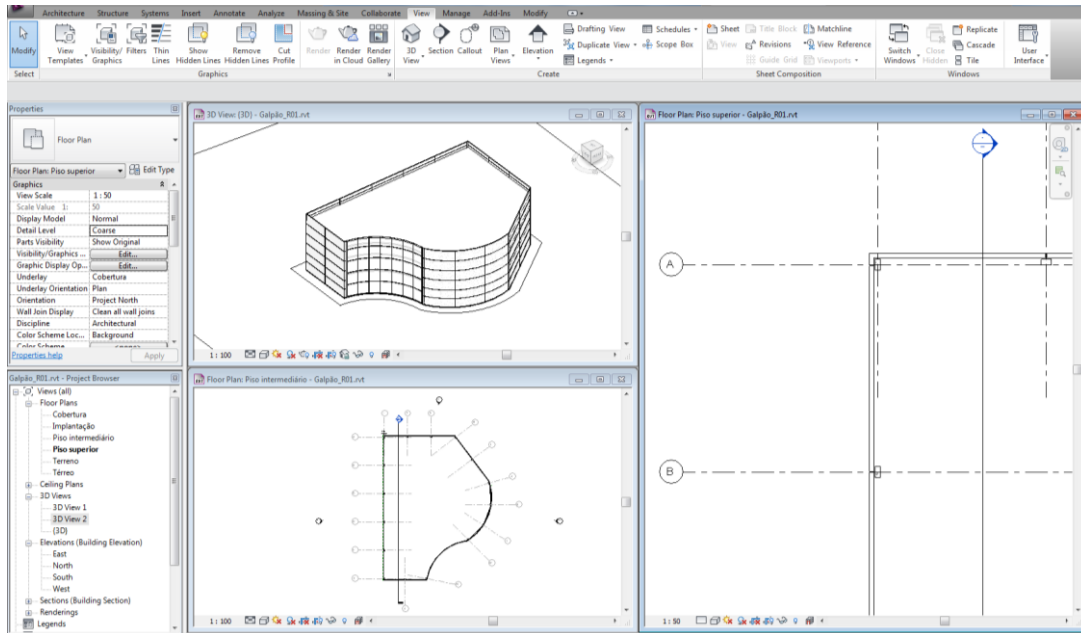 Architecture Structure Systems Insert Annotate Analyze Massing & Site Collaborate View Manage Add-Ins Modify
Modify
View Templates
Visibility/ Graphics
Filters
Thin Lines
Show Hidden Lines
Remove Hidden Lines
Cut Profile
Render
Render in Cloud
Render Gallery
3D View
Section
Callout
Plan Views
Elevation
Drafting View
Duplicate View
Legends
Schedules
Scope Box
Sheet
View
Title Block
Revisions
Guide Grid
Matchline
View Reference
Viewports
Switch Windows
Close Hidden
Replicate
Cascade
Tile
User Interface
Select Graphics Create Sheet Composition Windows
Properties
Floor Plan
Floor Plan: Piso superior Edit Type
Graphics
View Scale 1 : 50
Scale Value 1: 50
Display Model Normal
Detail Level Coarse
Parts Visibility Show Original
Visibility/Graphics ... Edit...
Graphic Display Op... Edit...
Underlay Cobertura
Underlay Orientation Plan
Orientation Project North
Wall Join Display Clean all wall joins
Discipline Architectural
Color Scheme Loc... Background
Color Scheme <none>
Properties help Apply
Galpão_R01.rvt - Project Browser
Views (all)
Floor Plans
Cobertura
Implantação
Piso intermediário
Piso superior
Terreno
Térreo
Ceiling Plans
3D Views
3D View 1
3D View 2
(3D)
Elevations (Building Elevation)
East
North
South
West
Sections (Building Section)
Renderings
Legends
3D View: {3D} - Galpão_R01.rvt
1 : 100
Floor Plan: Piso intermediário - Galpão_R01.rvt
1 : 100
Floor Plan: Piso superior - Galpão_R01.rvt
A
B
1 : 50